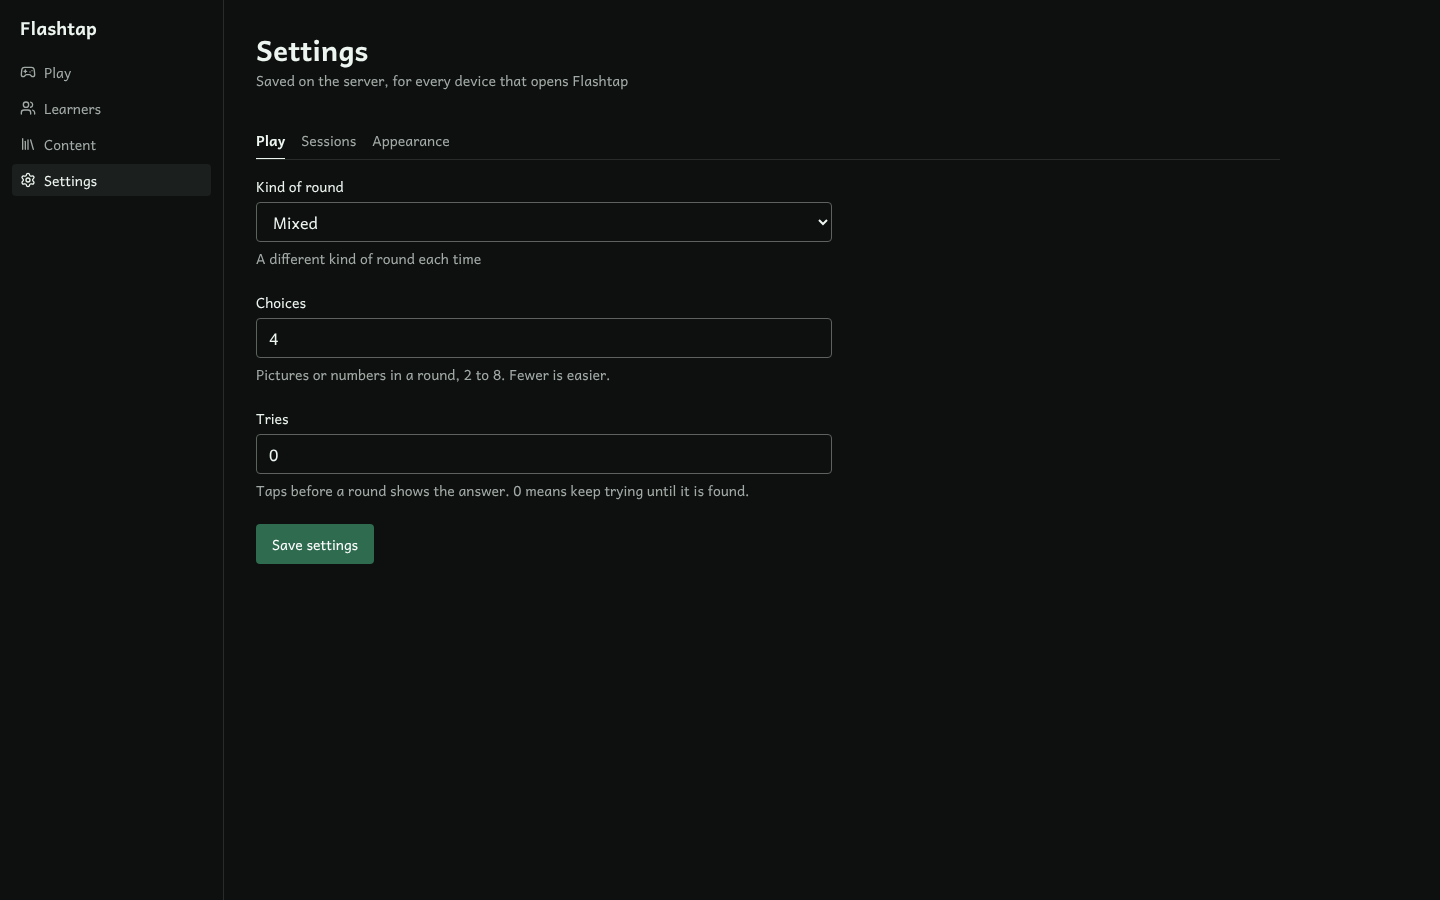 Flashtap
Play
Learners
Content
Settings
Settings
Saved on the server, for every device that opens Flashtap
Play
Sessions
Appearance
Kind of round
Mixed
A different kind of round each time
Choices
4
Pictures or numbers in a round, 2 to 8. Fewer is easier.
Tries
0
Taps before a round shows the answer. 0 means keep trying until it is found.
Save settings